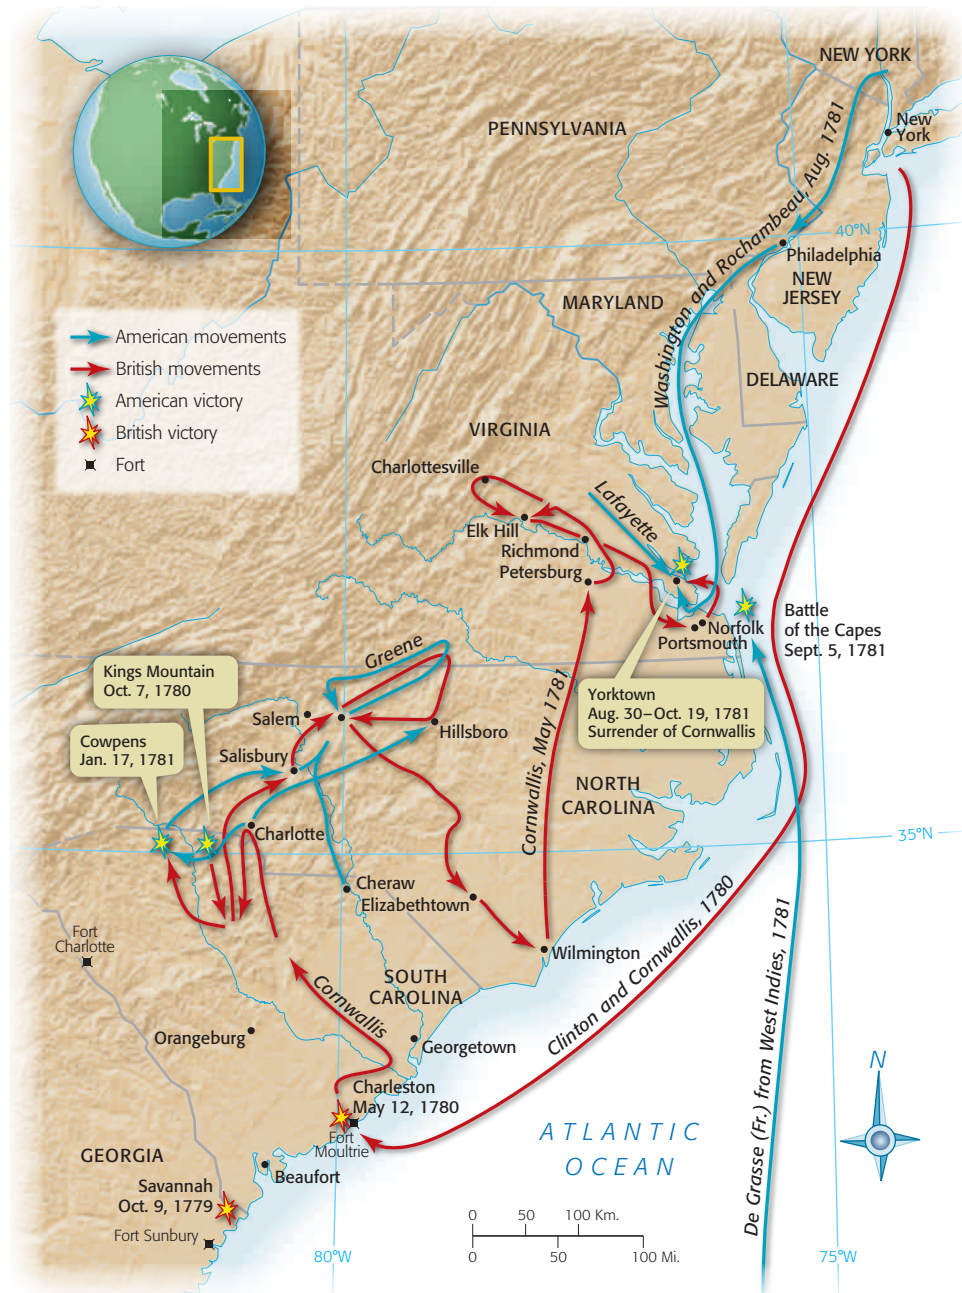 NEW YORK
New
York
PENNSYLVANIA
Washington and Rochambeau, Aug. 1781
40°N
Philadelphia
NEW
JERSEY
MARYLAND
DELAWARE
American movements
British movements
American victory
British victory
Fort
VIRGINIA
Charlottesville
Lafayette
Elk Hill
Richmond
Petersburg
Norfolk
Portsmouth
Battle
of the Capes
Sept. 5, 1781
Greene
Kings Mountain
Oct. 7, 1780
Yorktown
Aug. 30–Oct. 19, 1781
Surrender of Cornwallis
Cowpens
Jan. 17, 1781
Salem
Hillsboro
Salisbury
Cornwallis, May 1781
NORTH
CAROLINA
Charlotte
35°N
Cheraw
Elizabethtown
Fort
Charlotte
Wilmington
SOUTH
CAROLINA
Cornwallis
Clinton and Cornwallis, 1780
De Grasse (Fr.) from West Indies, 1781
Orangeburg
Georgetown
Charleston
May 12, 1780
Fort
Moultrie
N
ATLANTIC
OCEAN
GEORGIA
Beaufort
Savannah
Oct. 9, 1779
Fort Sunbury
0 50 100 Km.
0 50 100 Mi.
80°W
75°W